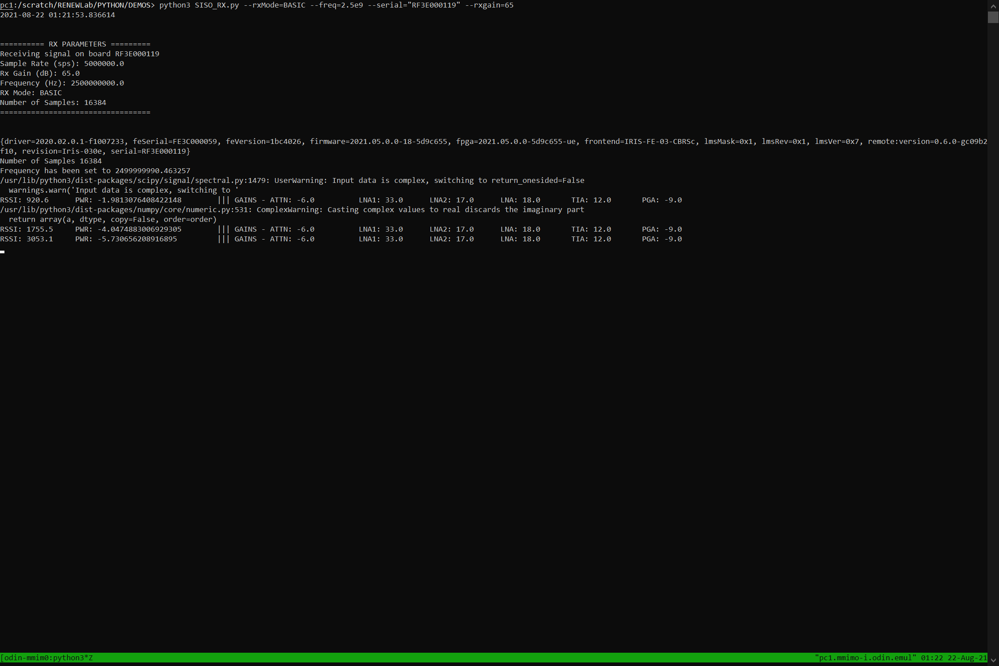 pc1:/scratch/RENEWLab/PYTHON/DEMOS> python3 SISO_RX.py --rxMode=BASIC --freq=2.5e9 --serial="RF3E000119" --rxgain=65
2021-08-22 01:21:53.836614
========== RX PARAMETERS =========
Receiving signal on board RF3E000119
Sample Rate (sps): 5000000.0
Rx Gain (dB): 65.0
Frequency (Hz): 2500000000.0
RX Mode: BASIC
Number of Samples: 16384
==================================
{driver=2020.02.0.1-f1007233, feSerial=FE3C000059, feVersion=1bc4026, firmware=2021.05.0.0-18-5d9c655, fpga=2021.05.0.0-5d9c655-ue, frontend=IRIS-FE-03-CBRSc, lmsMask=0x1, lmsRev=0x1, lmsVer=0x7, remote:version=0.6.0-gc09b2
f10, revision=Iris-030e, serial=RF3E000119}
Number of Samples 16384
Frequency has been set to 2499999990.463257
/usr/lib/python3/dist-packages/scipy/signal/spectral.py:1479: UserWarning: Input data is complex, switching to return_onesided=False
  warnings.warn('Input data is complex, switching to '
RSSI: 920.6      PWR: -1.9813076408422148        ||| GAINS - ATTN: -6.0          LNA1: 33.0      LNA2: 17.0      LNA: 18.0       TIA: 12.0       PGA: -9.0
/usr/lib/python3/dist-packages/numpy/core/numeric.py:531: ComplexWarning: Casting complex values to real discards the imaginary part
  return array(a, dtype, copy=False, order=order)
RSSI: 1755.5     PWR: -4.0474883006929305        ||| GAINS - ATTN: -6.0          LNA1: 33.0      LNA2: 17.0      LNA: 18.0       TIA: 12.0       PGA: -9.0
RSSI: 3053.1     PWR: -5.730656208916895         ||| GAINS - ATTN: -6.0          LNA1: 33.0      LNA2: 17.0      LNA: 18.0       TIA: 12.0       PGA: -9.0
[odin-mmim0:python3*Z "pc1.mmimo-i.odin.emul" 01:22 22-Aug-21